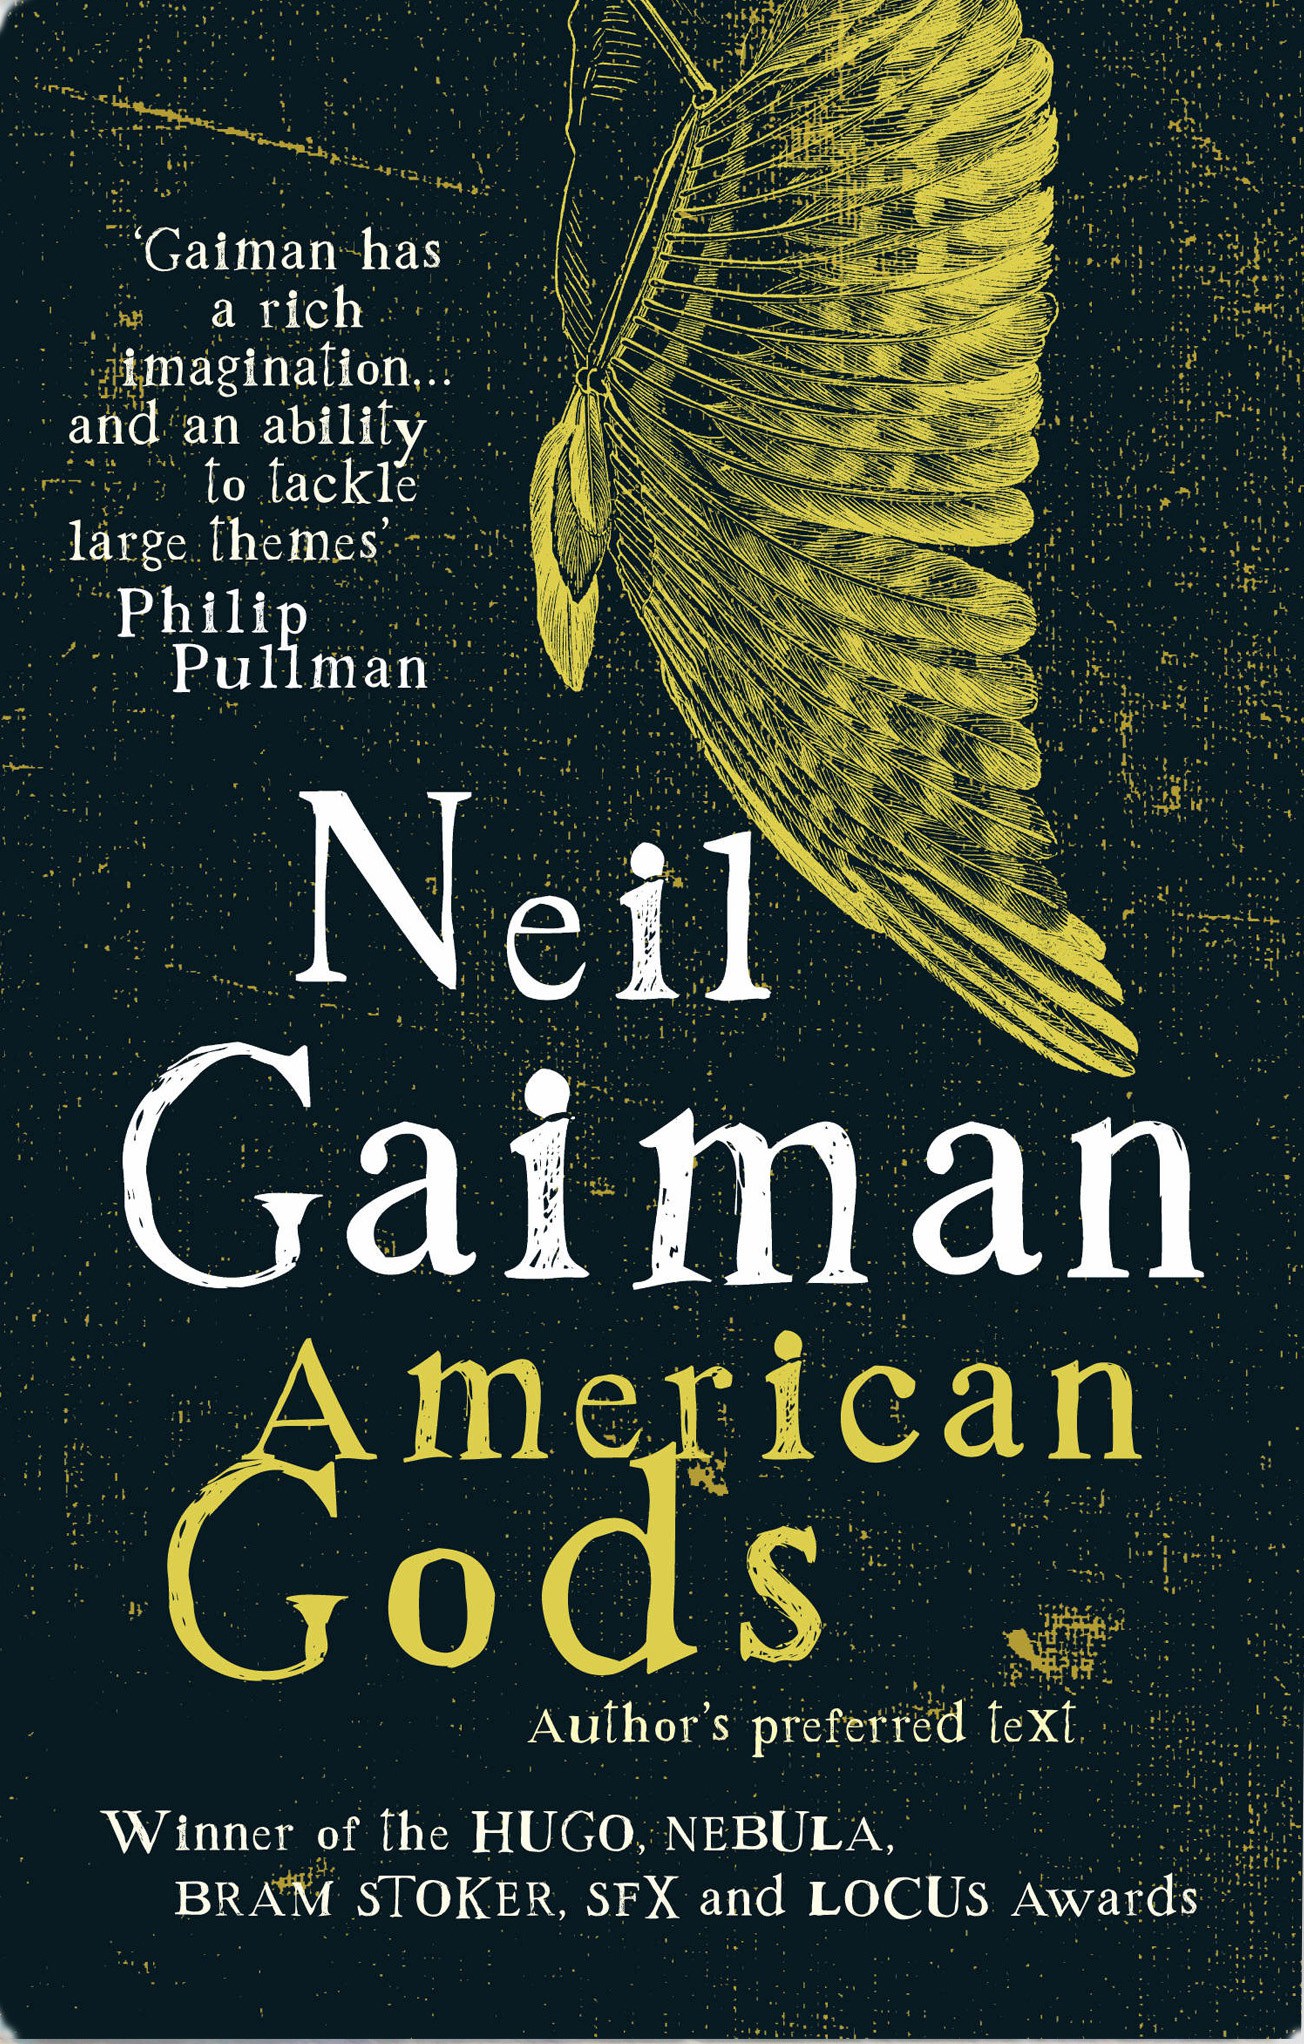 ‘Gaiman has
a rich
imagination...
and an ability
to tackle
large themes’
Philip
Pullman
Neil
Gaiman
American
Gods
Author’s preferred text
Winner of the HUGO, NEBULA,
BRAM STOKER, SFX and LOCUS Awards